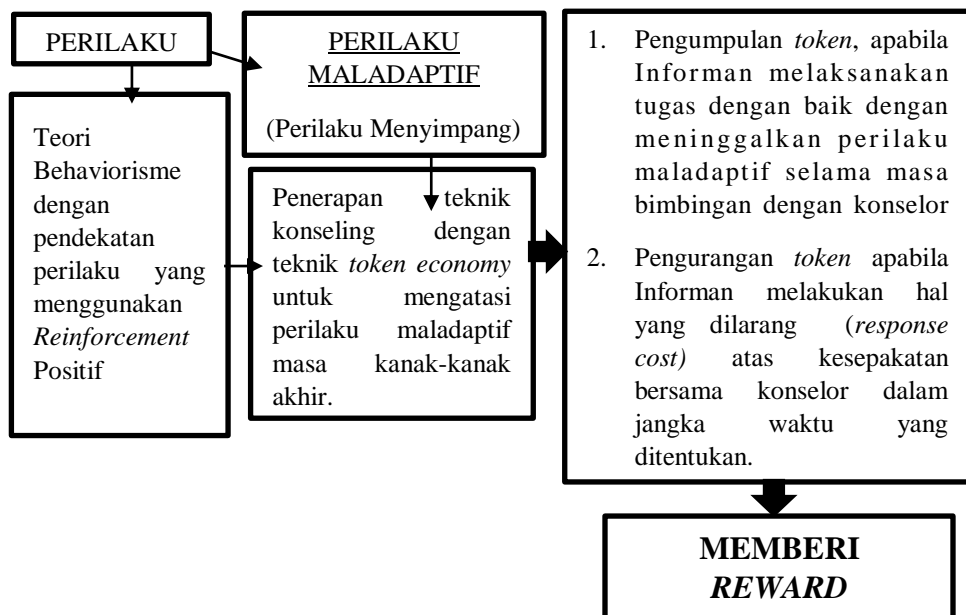 PERILAKU
PERILAKU
MALADAPTIF
(Perilaku Menyimpang)
Teori
Behaviorisme
dengan
pendekatan
perilaku yang
menggunakan
Reinforcement
Positif
Penerapan teknik
konseling dengan
teknik token economy
untuk mengatasi
perilaku maladaptif
masa kanak-kanak
akhir.
1. Pengumpulan token, apabila
Informan melaksanakan
tugas dengan baik dengan
meninggalkan perilaku
maladaptif selama masa
bimbingan dengan konselor
2. Pengurangan token apabila
Informan melakukan hal
yang dilarang (response
cost) atas kesepakatan
bersama konselor dalam
jangka waktu yang
ditentukan.
MEMBERI
REWARD